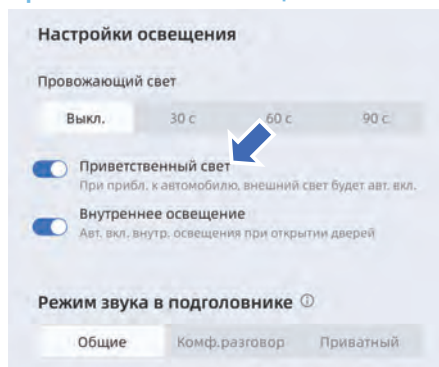 Настройки освещения
Провожающий свет
Выкл. 30 с 60 с 90 с
Приветственный свет
При прибл. к автомобилю, внешний свет будет авт. вкл.
Внутреннее освещение
Авт. вкл. внутр. освещения при открытии дверей
Режим звука в подголовнике
Общие Комф.разговор Приватный